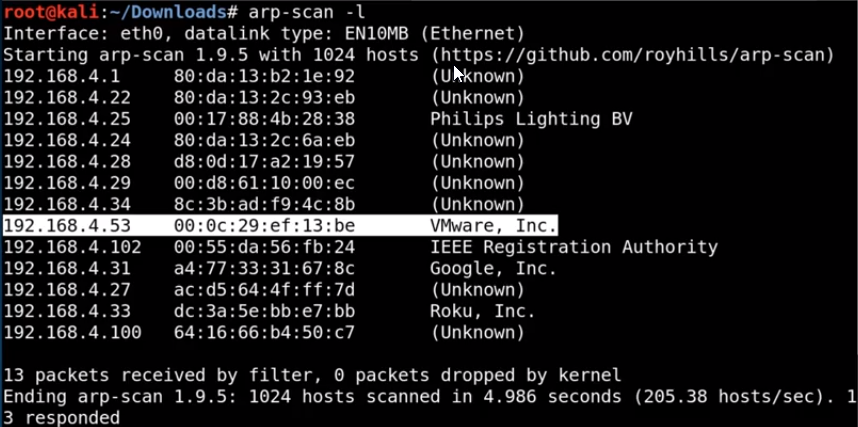 root@kali:~/Downloads# arp-scan -l
Interface: eth0, datalink type: EN10MB (Ethernet)
Starting arp-scan 1.9.5 with 1024 hosts (https://github.com/royhills/arp-scan)
192.168.4.1 80:da:13:b2:1e:92 (Unknown)
192.168.4.22 80:da:13:2c:93:eb (Unknown)
192.168.4.25 00:17:88:4b:28:38 Philips Lighting BV
192.168.4.24 80:da:13:2c:6a:eb (Unknown)
192.168.4.28 d8:0d:17:a2:19:57 (Unknown)
192.168.4.29 00:d8:61:10:00:ec (Unknown)
192.168.4.34 8c:3b:ad:f9:4c:8b (Unknown)
192.168.4.53 00:0c:29:ef:13:be VMware, Inc.
192.168.4.102 00:55:da:56:fb:24 IEEE Registration Authority
192.168.4.31 a4:77:33:31:67:8c Google, Inc.
192.168.4.27 ac:d5:64:4f:ff:7d (Unknown)
192.168.4.33 dc:3a:5e:bb:e7:bb Roku, Inc.
192.168.4.100 64:16:66:b4:50:c7 (Unknown)
13 packets received by filter, 0 packets dropped by kernel
Ending arp-scan 1.9.5: 1024 hosts scanned in 4.986 seconds (205.38 hosts/sec). 1
3 responded